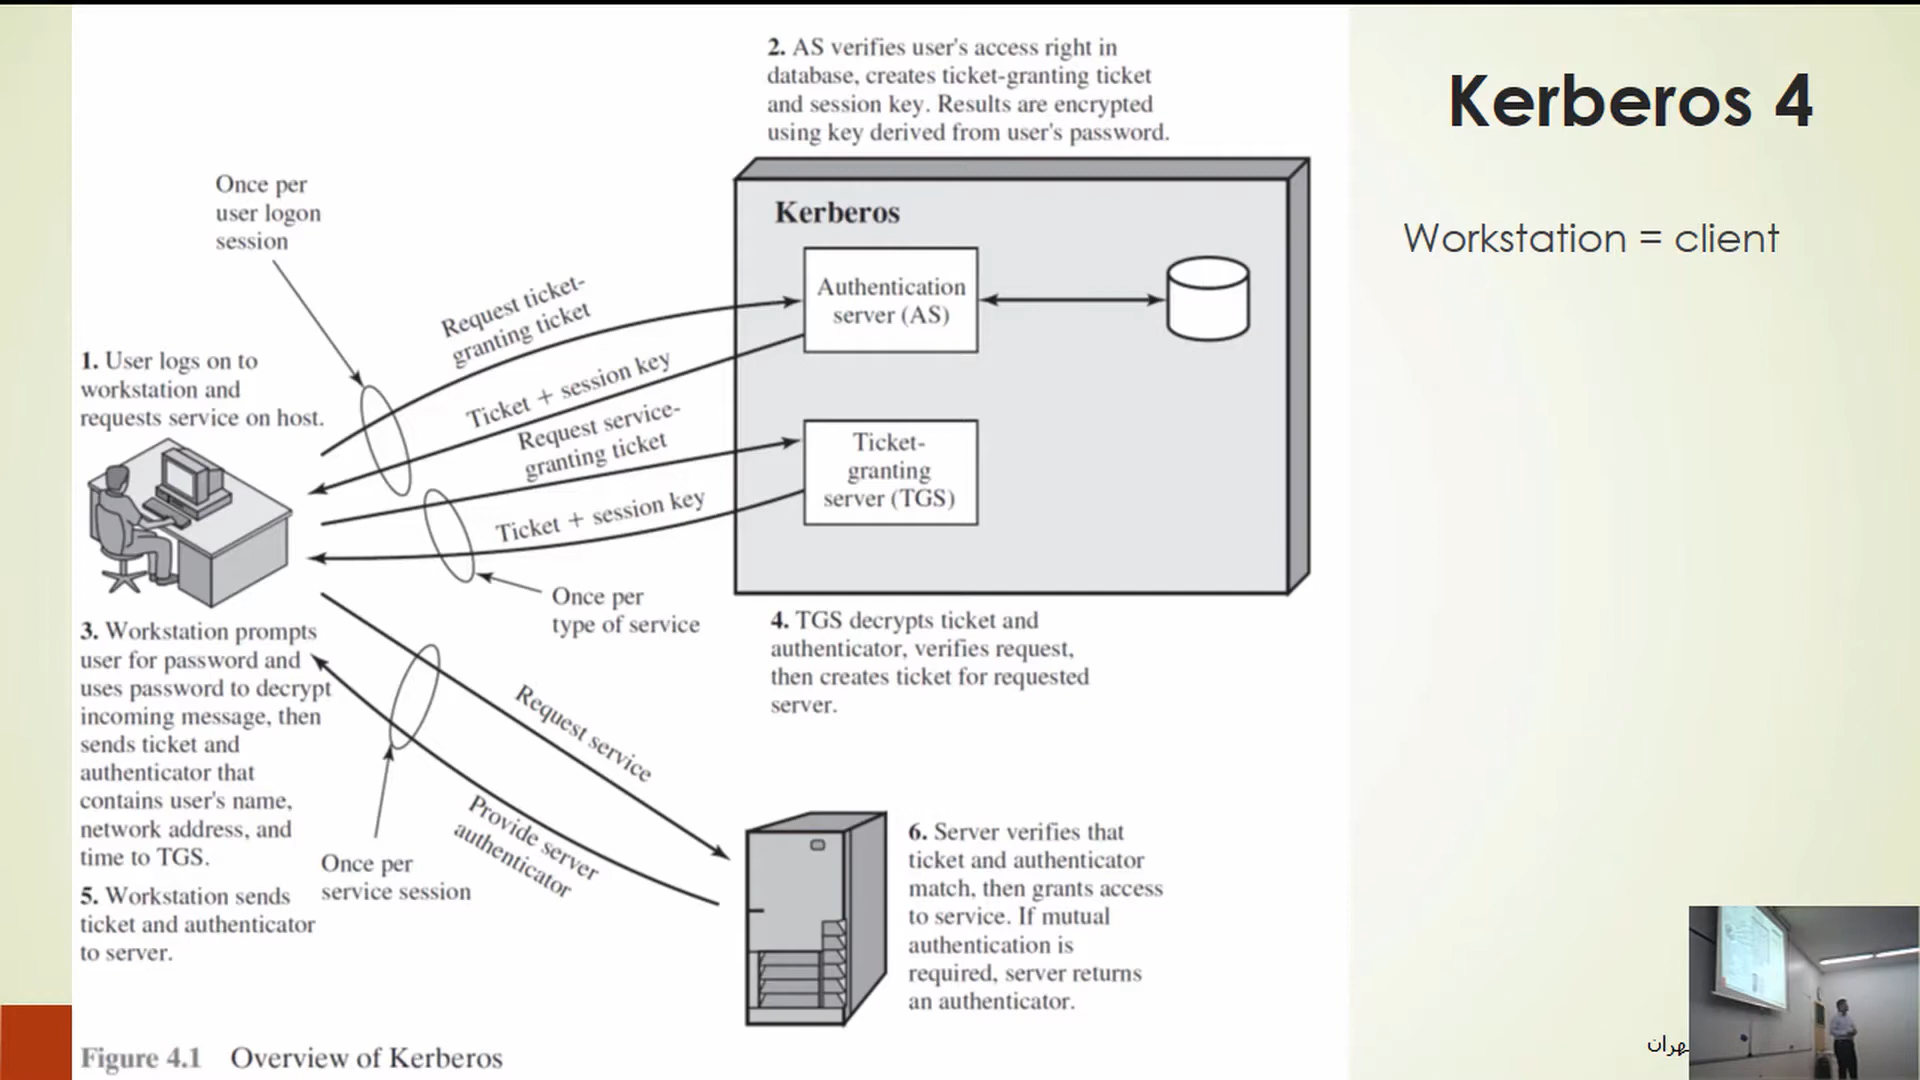 Kerberos 4
Workstation = client
2. AS verifies user's access right in
database, creates ticket-granting ticket
and session key. Results are encrypted
using key derived from user's password.
Once per
user logon
session
Kerberos
Authentication
server (AS)
Request ticket-
granting ticket
Ticket + session key
1. User logs on to
workstation and
requests service on host.
Request service-
granting ticket
Ticket-
granting
server (TGS)
Ticket + session key
Once per
type of service
3. Workstation prompts
user for password and
uses password to decrypt
incoming message, then
sends ticket and
authenticator that
contains user's name,
network address, and
time to TGS.
4. TGS decrypts ticket and
authenticator, verifies request,
then creates ticket for requested
server.
Request service
Provide server
authenticator
Once per
service session
5. Workstation sends
ticket and authenticator
to server.
6. Server verifies that
ticket and authenticator
match, then grants access
to service. If mutual
authentication is
required, server returns
an authenticator.
Figure 4.1 Overview of Kerberos